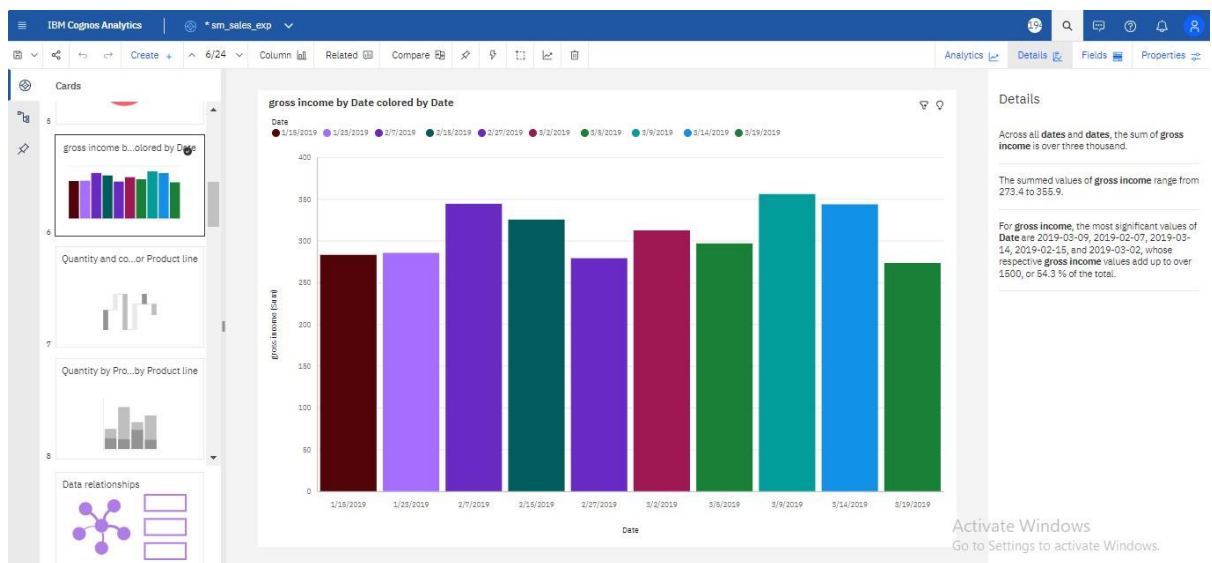 IBM Cognos Analytics
* sm_sales_exp
Create +
6/24
Column
Related
Compare
Analytics
Details
Fields
Properties
Cards
5
gross income b...olored by Date
6
Quantity and co...or Product line
7
Quantity by Pro...by Product line
8
Data relationships
gross income by Date colored by Date
Date
1/15/2019 1/23/2019 2/7/2019 2/15/2019 2/27/2019 3/2/2019 3/5/2019 3/9/2019 3/14/2019 3/19/2019
400
350
300
250
200
150
100
50
0
gross income (Sum)
1/15/2019 1/23/2019 2/7/2019 2/15/2019 2/27/2019 3/2/2019 3/5/2019 3/9/2019 3/14/2019 3/19/2019
Date
Details
Across all dates and dates, the sum of gross
income is over three thousand.
The summed values of gross income range from
273.4 to 355.9.
For gross income, the most significant values of
Date are 2019-03-09, 2019-02-07, 2019-03-
14, 2019-02-15, and 2019-03-02, whose
respective gross income values add up to over
1500, or 54.3 % of the total.
Activate Windows
Go to Settings to activate Windows.